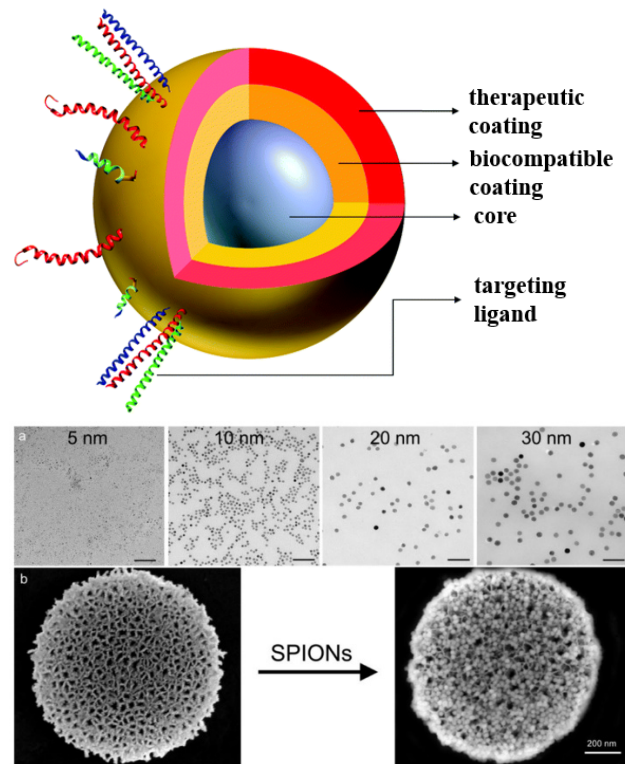 therapeutic
coating
biocompatible
coating
core
targeting
ligand
a
5 nm
10 nm
20 nm
30 nm
b
SPIONs
200 nm